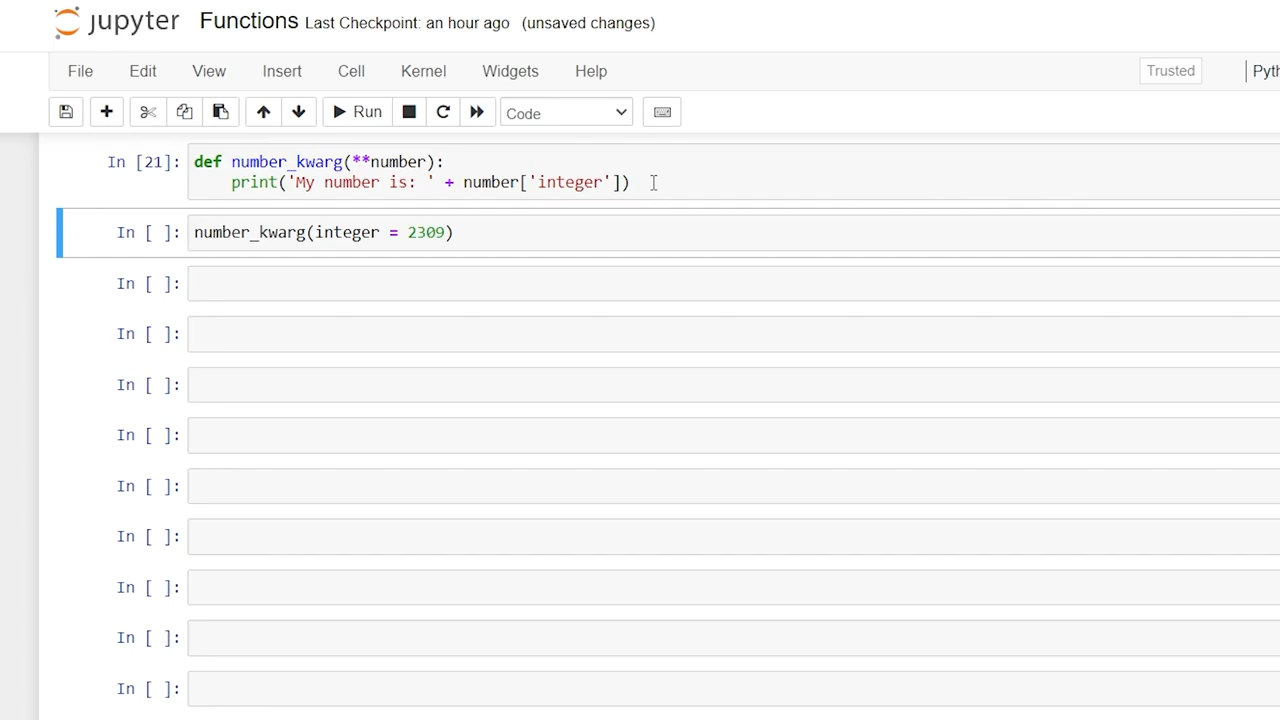 jupyter Functions Last Checkpoint: an hour ago (unsaved changes)
File Edit View Insert Cell Kernel Widgets Help Trusted Pyth
Run Code
In [21]: def number_kwarg(**number):
print('My number is: ' + number['integer'])
In [ ]: number_kwarg(integer = 2309)
In [ ]:
In [ ]:
In [ ]:
In [ ]:
In [ ]:
In [ ]:
In [ ]:
In [ ]:
In [ ]: